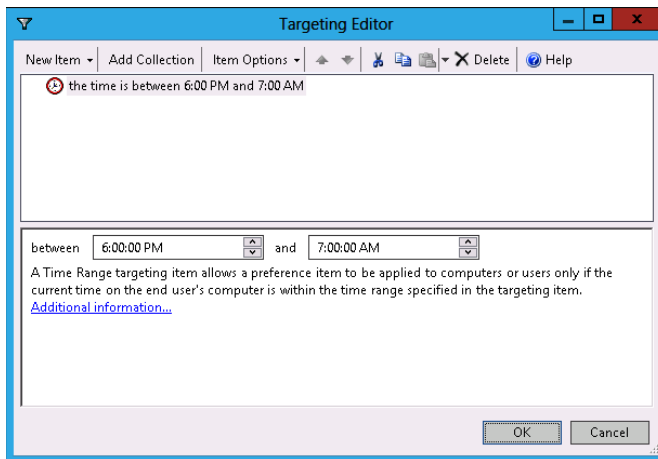 Targeting Editor
New Item Add Collection Item Options Delete Help
the time is between 6:00 PM and 7:00 AM
between 6:00:00 PM and 7:00:00 AM
A Time Range targeting item allows a preference item to be applied to computers or users only if the
current time on the end user's computer is within the time range specified in the targeting item.
Additional information...
OK Cancel